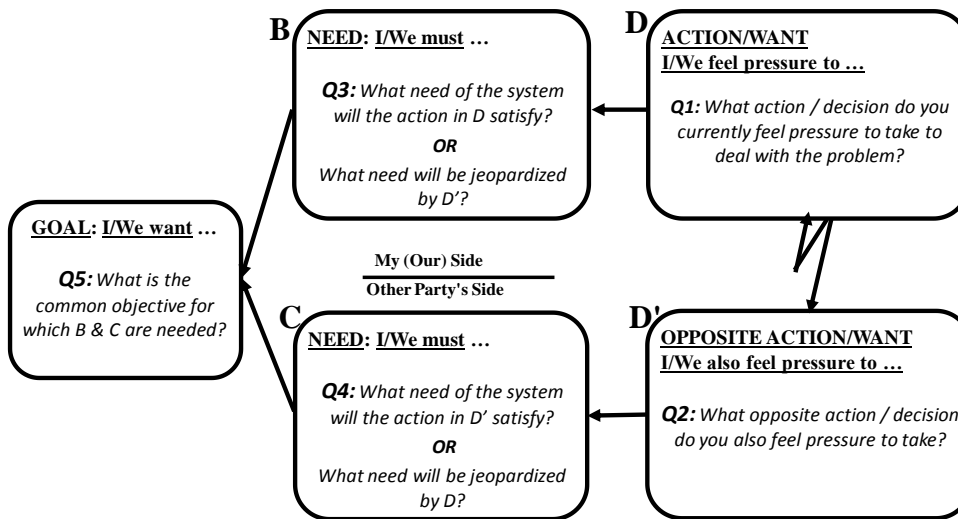 B
NEED: I/We must …
Q3: What need of the system
will the action in D satisfy?
OR
What need will be jeopardized
by D’?
D
ACTION/WANT
I/We feel pressure to …
Q1: What action / decision do you
currently feel pressure to take to
deal with the problem?
GOAL: I/We want …
Q5: What is the
common objective for
which B & C are needed?
My (Our) Side
Other Party's Side
C
NEED: I/We must …
Q4: What need of the system
will the action in D’ satisfy?
OR
What need will be jeopardized
by D?
D'
OPPOSITE ACTION/WANT
I/We also feel pressure to …
Q2: What opposite action / decision
do you also feel pressure to take?